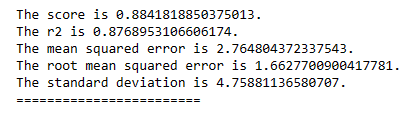 The score is 0.8841818850375013.
The r2 is 0.8768953106606174.
The mean squared error is 2.764804372337543.
The root mean squared error is 1.6627700900417781.
The standard deviation is 4.75881136580707.
=========================